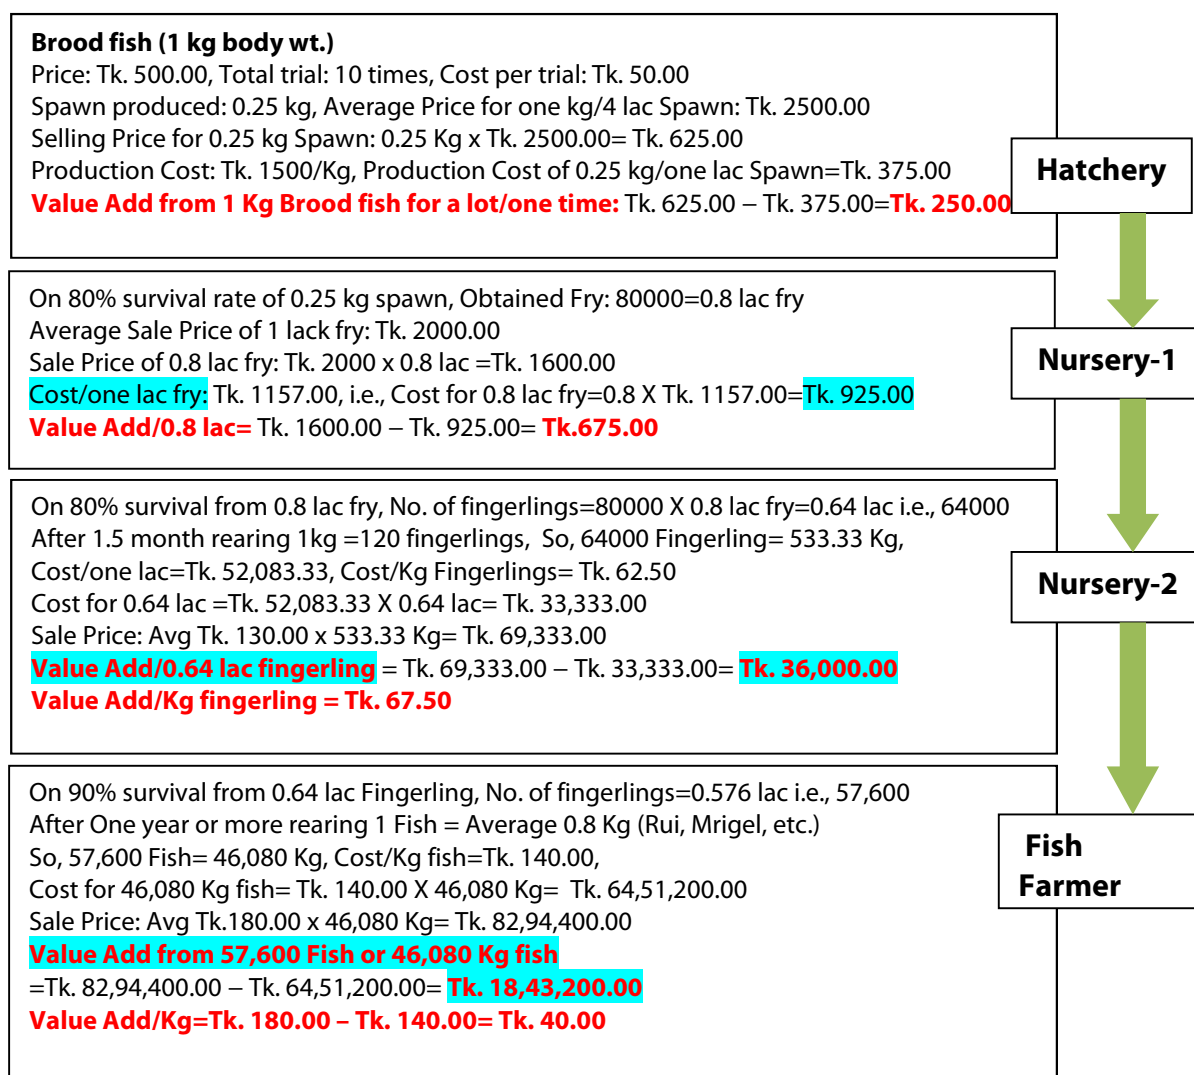 Brood fish (1 kg body wt.)
Price: Tk. 500.00, Total trial: 10 times, Cost per trial: Tk. 50.00
Spawn produced: 0.25 kg, Average Price for one kg/4 lac Spawn: Tk. 2500.00
Selling Price for 0.25 kg Spawn: 0.25 Kg x Tk. 2500.00= Tk. 625.00
Production Cost: Tk. 1500/Kg, Production Cost of 0.25 kg/one lac Spawn=Tk. 375.00
Value Add from 1 Kg Brood fish for a lot/one time: Tk. 625.00 – Tk. 375.00=Tk. 250.00
Hatchery
On 80% survival rate of 0.25 kg spawn, Obtained Fry: 80000=0.8 lac fry
Average Sale Price of 1 lack fry: Tk. 2000.00
Sale Price of 0.8 lac fry: Tk. 2000 x 0.8 lac =Tk. 1600.00
Cost/one lac fry: Tk. 1157.00, i.e., Cost for 0.8 lac fry=0.8 X Tk. 1157.00=Tk. 925.00
Value Add/0.8 lac= Tk. 1600.00 – Tk. 925.00= Tk.675.00
Nursery-1
On 80% survival from 0.8 lac fry, No. of fingerlings=80000 X 0.8 lac fry=0.64 lac i.e., 64000
After 1.5 month rearing 1kg =120 fingerlings, So, 64000 Fingerling= 533.33 Kg,
Cost/one lac=Tk. 52,083.33, Cost/Kg Fingerlings= Tk. 62.50
Cost for 0.64 lac =Tk. 52,083.33 X 0.64 lac= Tk. 33,333.00
Sale Price: Avg Tk. 130.00 x 533.33 Kg= Tk. 69,333.00
Value Add/0.64 lac fingerling = Tk. 69,333.00 – Tk. 33,333.00= Tk. 36,000.00
Value Add/Kg fingerling = Tk. 67.50
Nursery-2
On 90% survival from 0.64 lac Fingerling, No. of fingerlings=0.576 lac i.e., 57,600
After One year or more rearing 1 Fish = Average 0.8 Kg (Rui, Mrigel, etc.)
So, 57,600 Fish= 46,080 Kg, Cost/Kg fish=Tk. 140.00,
Cost for 46,080 Kg fish= Tk. 140.00 X 46,080 Kg= Tk. 64,51,200.00
Sale Price: Avg Tk.180.00 x 46,080 Kg= Tk. 82,94,400.00
Value Add from 57,600 Fish or 46,080 Kg fish
=Tk. 82,94,400.00 – Tk. 64,51,200.00= Tk. 18,43,200.00
Value Add/Kg=Tk. 180.00 – Tk. 140.00= Tk. 40.00
Fish
Farmer